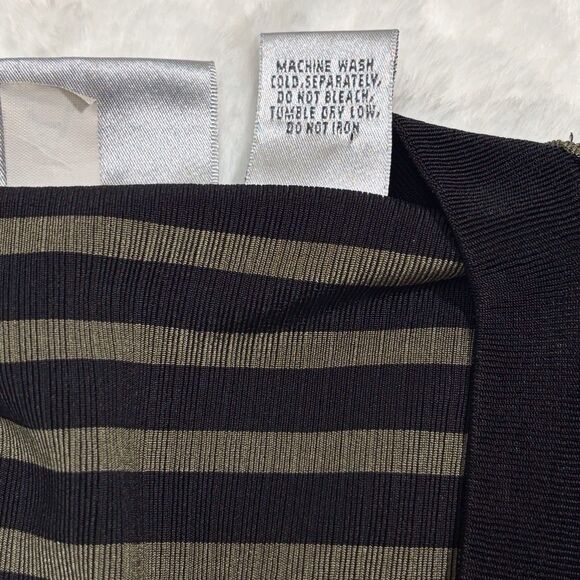 MACHINE WASH
COLD, SEPARATELY,
DO NOT BLEACH,
TUMBLE DRY LOW,
DO NOT IRON